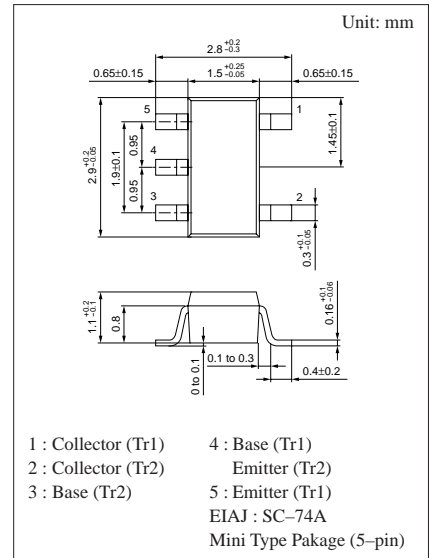 Unit: mm
2.8 +0.2 −0.3
0.65±0.15 1.5 +0.25 −0.05 0.65±0.15
5 1
4
3 2
2.9 +0.2 −0.05
1.9±0.1
0.95
0.95
1.45±0.1
0.3 +0.1 −0.05
1.1 +0.2 −0.1
0.8
0 to 0.1
0.1 to 0.3
0.4±0.2
0.16 +0.1 −0.06
1 : Collector (Tr1)
2 : Collector (Tr2)
3 : Base (Tr2)
4 : Base (Tr1)
Emitter (Tr2)
5 : Emitter (Tr1)
EIAJ : SC–74A
Mini Type Pakage (5–pin)